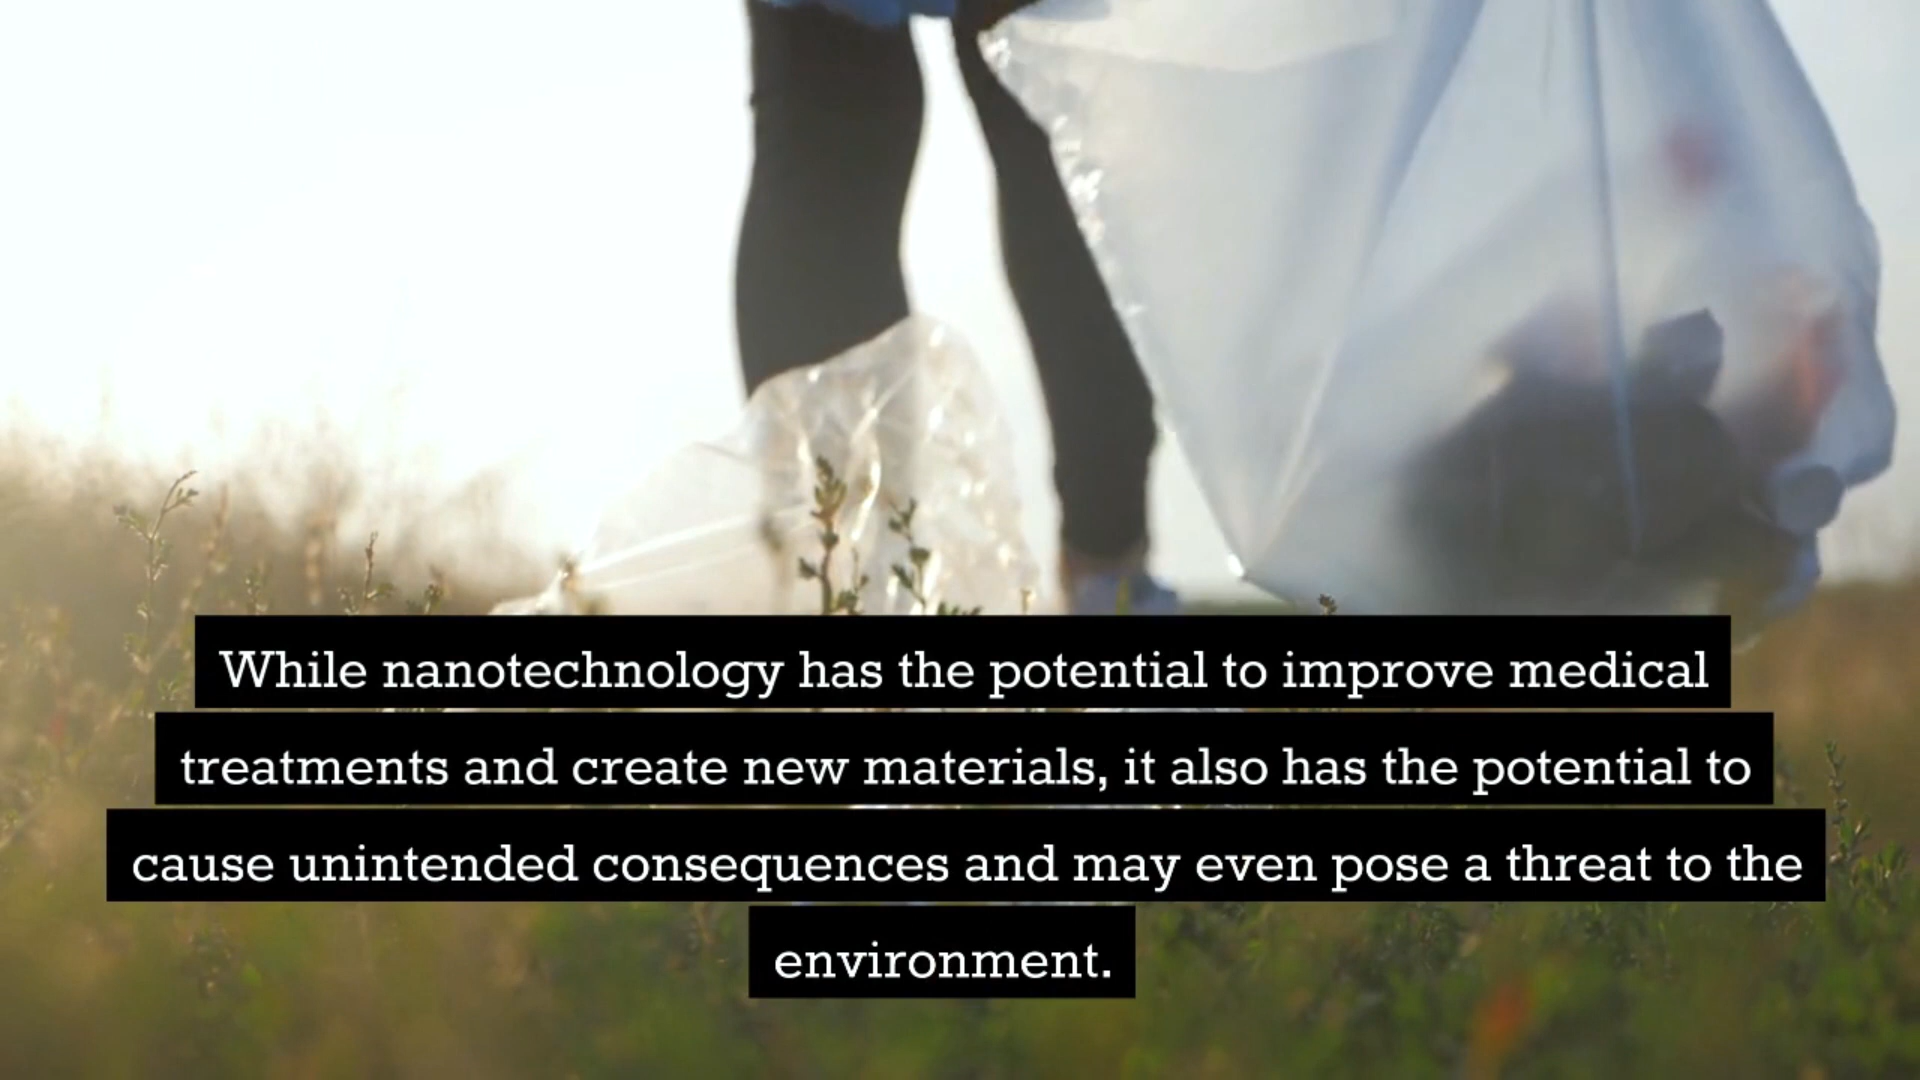 While nanotechnology has the potential to improve medical
treatments and create new materials, it also has the potential to
cause unintended consequences and may even pose a threat to the
environment.